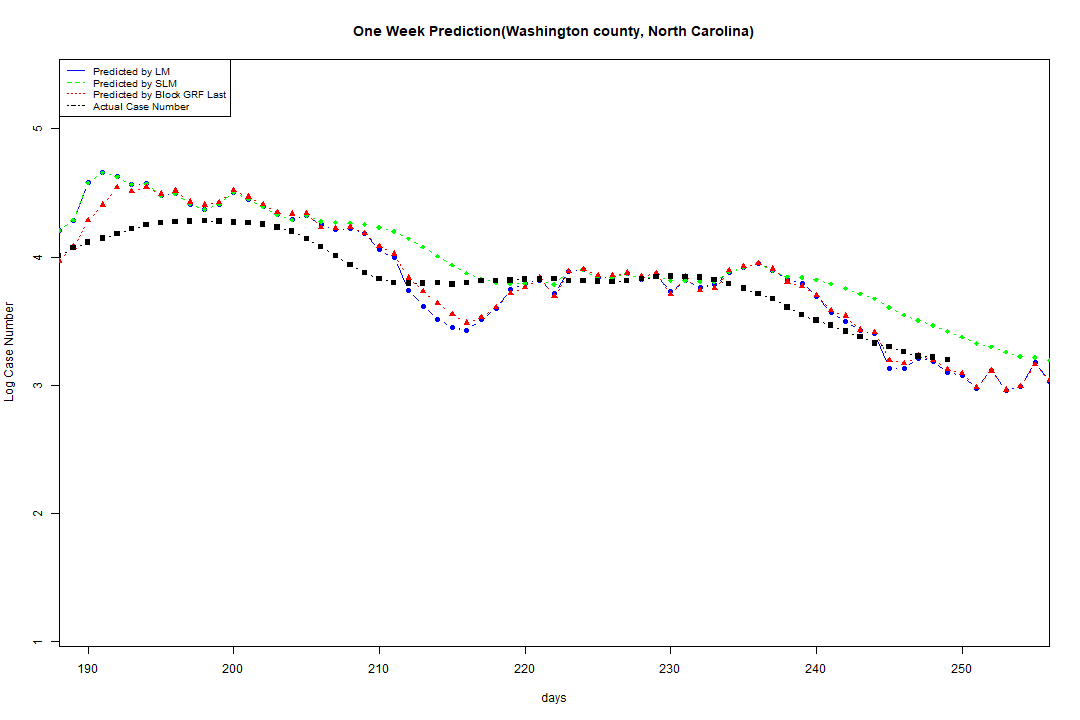 One Week Prediction(Washington county, North Carolina)
Predicted by LM
Predicted by SLM
Predicted by Block GRF Last
Actual Case Number
5
4
3
2
1
Log Case Number
190 200 210 220 230 240 250
days